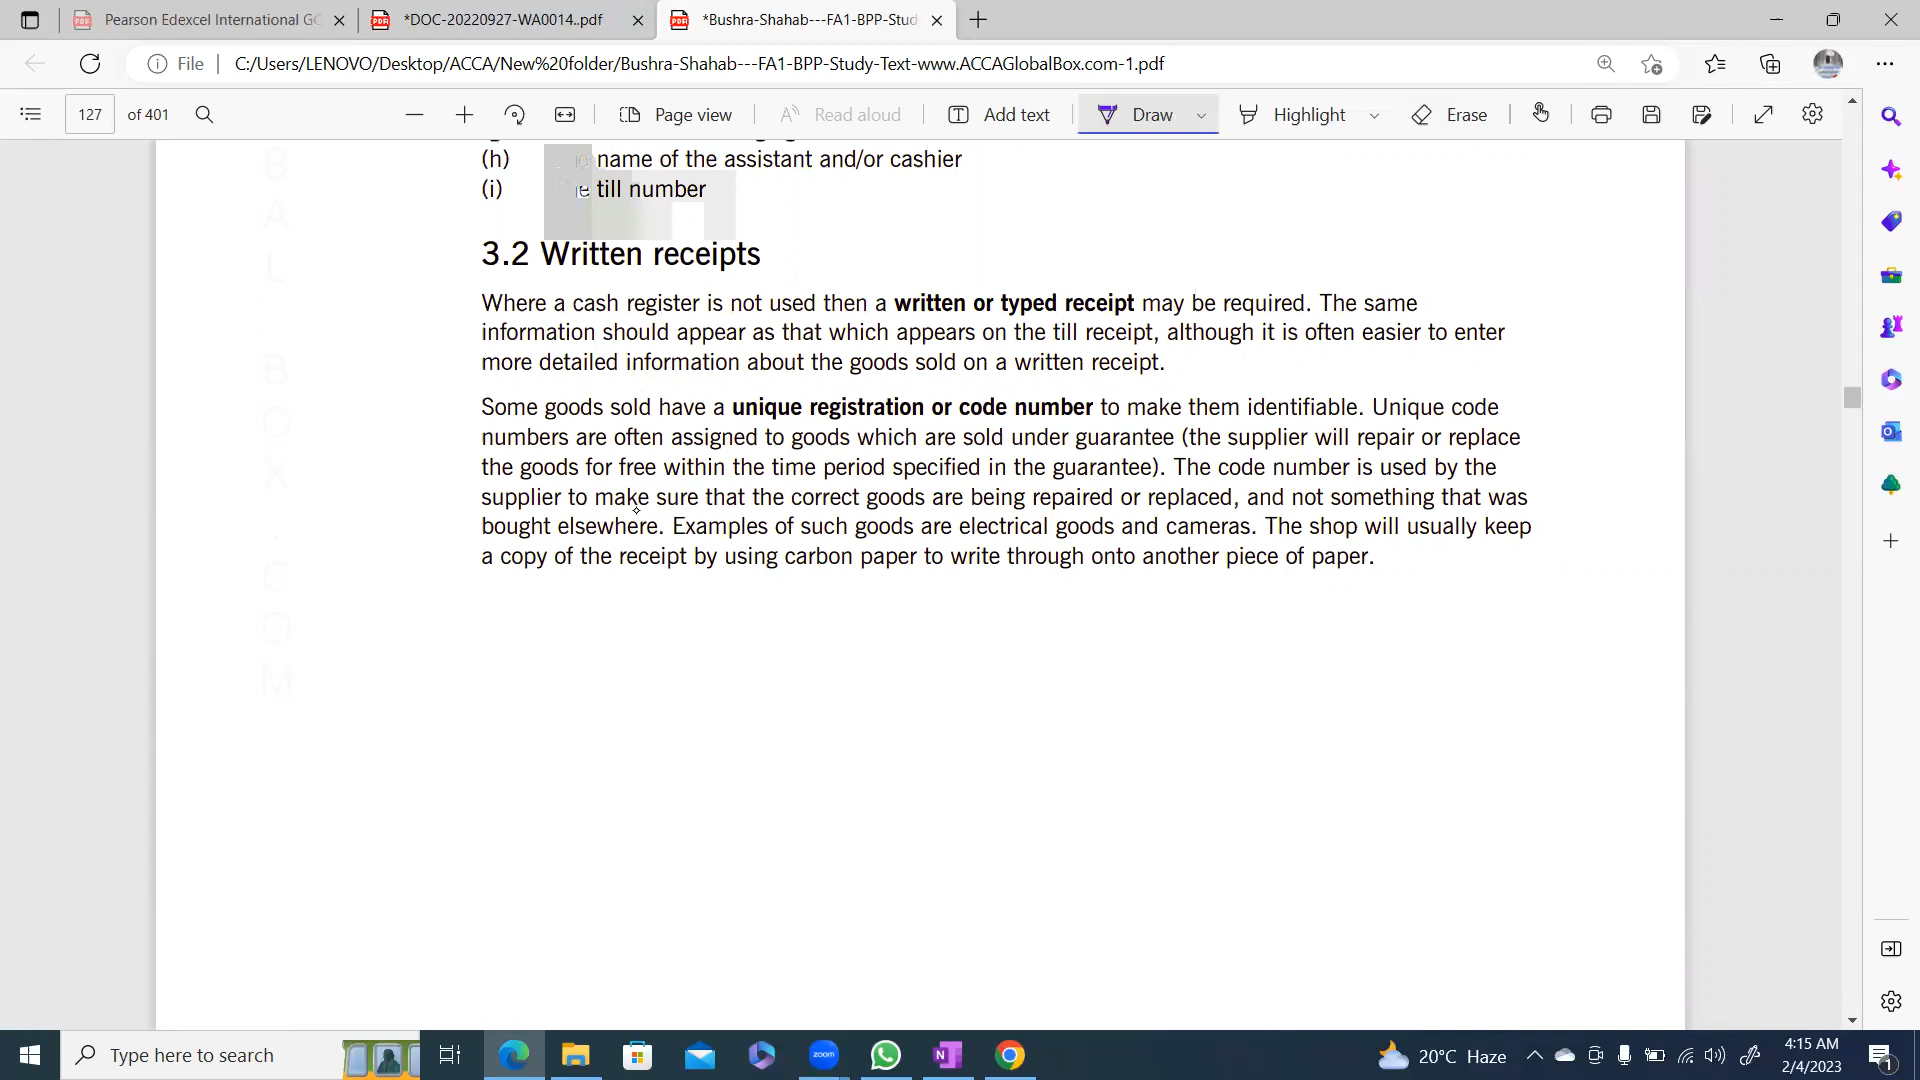 Pearson Edexcel International GC
*DOC-20220927-WA0014..pdf
*Bushra-Shahab---FA1-BPP-Stud
File
C:/Users/LENOVO/Desktop/ACCA/New%20folder/Bushra-Shahab---FA1-BPP-Study-Text-www.ACCAGlobalBox.com-1.pdf
127 of 401
Page view
Read aloud
Add text
Draw
Highlight
Erase
(h) name of the assistant and/or cashier
(i) till number
3.2 Written receipts
Where a cash register is not used then a written or typed receipt may be required. The same
information should appear as that which appears on the till receipt, although it is often easier to enter
more detailed information about the goods sold on a written receipt.
Some goods sold have a unique registration or code number to make them identifiable. Unique code
numbers are often assigned to goods which are sold under guarantee (the supplier will repair or replace
the goods for free within the time period specified in the guarantee). The code number is used by the
supplier to make sure that the correct goods are being repaired or replaced, and not something that was
bought elsewhere. Examples of such goods are electrical goods and cameras. The shop will usually keep
a copy of the receipt by using carbon paper to write through onto another piece of paper.
B
A
L
B
O
X
.
C
O
M
Type here to search
zoom
20°C Haze
4:15 AM
2/4/2023
1